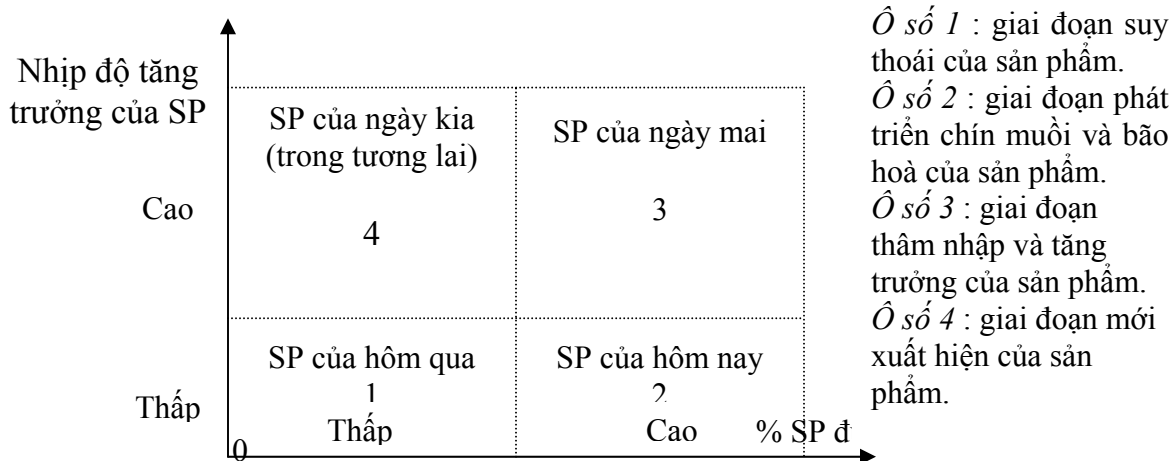 Nhịp độ tăng
trưởng của SP
Cao
Thấp
SP của ngày kia
(trong tương lai)
4
SP của ngày mai
3
SP của hôm qua
1
SP của hôm nay
2
0
Thấp
Cao
% SP
Ô số 1 : giai đoạn suy
thoái của sản phẩm.
Ô số 2 : giai đoạn phát
triển chín muồi và bão
hoà của sản phẩm.
Ô số 3 : giai đoạn
thâm nhập và tăng
trưởng của sản phẩm.
Ô số 4 : giai đoạn mới
xuất hiện của sản
phẩm.